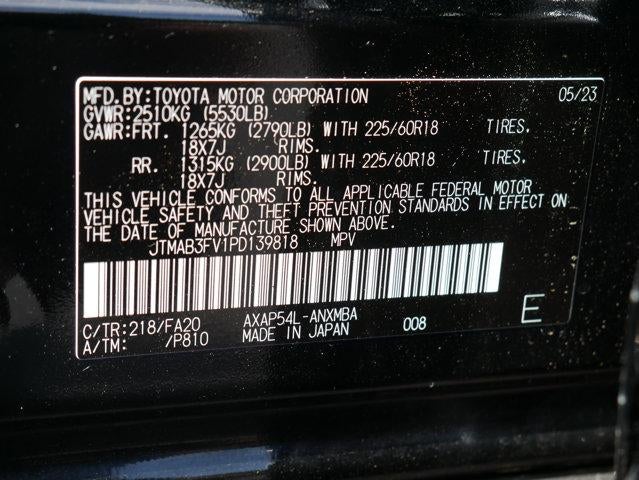 MFD.BY:TOYOTA MOTOR CORPORATION 05/23
GVWR:2510KG (5530LB)
GAWR:FRT. 1265KG (2790LB) WITH 225/60R18 TIRES.
18X7J RIMS.
RR. 1315KG (2900LB) WITH 225/60R18 TIRES.
18X7J RIMS.
THIS VEHICLE CONFORMS TO ALL APPLICABLE FEDERAL MOTOR
VEHICLE SAFETY AND THEFT PREVENTION STANDARDS IN EFFECT ON
THE DATE OF MANUFACTURE SHOWN ABOVE.
JTMAB3FV1PD139818 MPV
C/TR:218/FA20 AXAP54L-ANXMBA 008 E
A/TM: /P810 MADE IN JAPAN